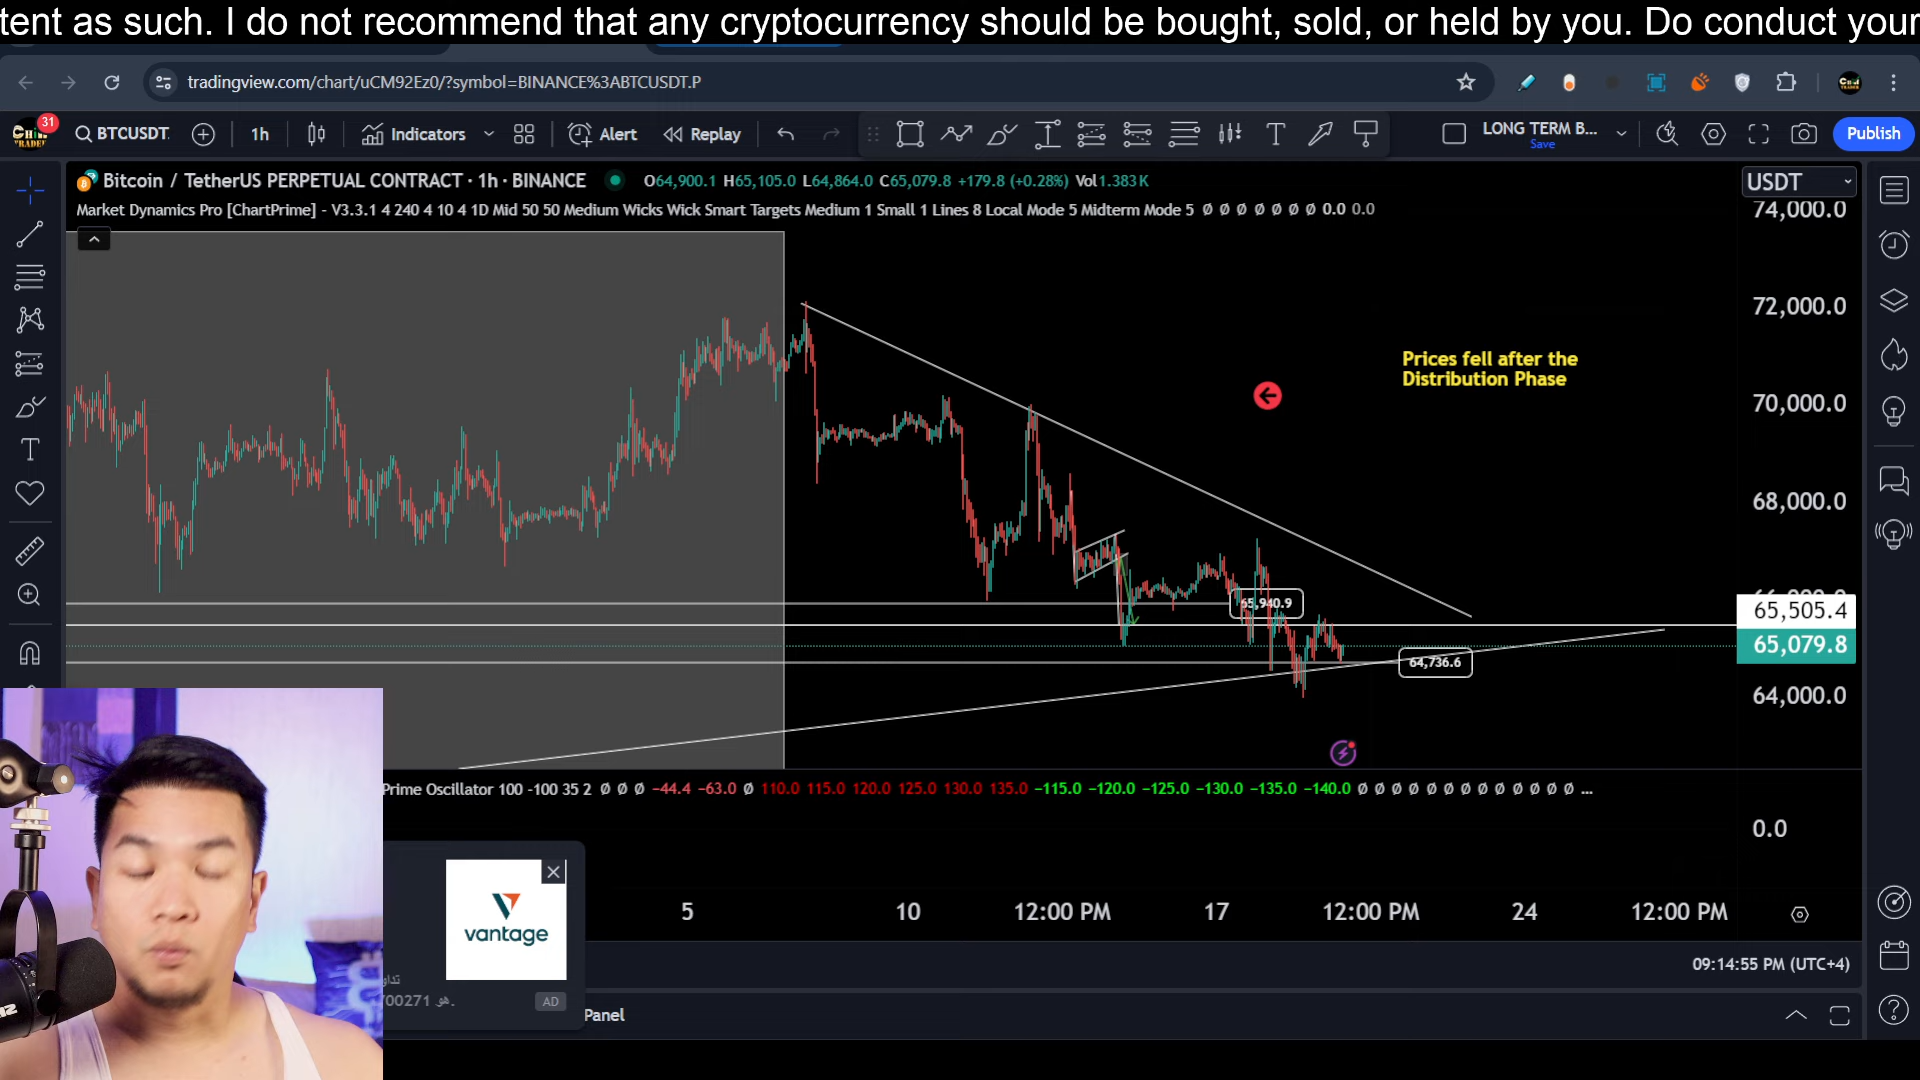 tent as such. I do not recommend that any cryptocurrency should be bought, sold, or held by you. Do conduct your
tradingview.com/chart/uCM92Ez0/?symbol=BINANCE%3ABTCUSDT.P
31
BTCUSDT.
1h
Indicators
Alert
Replay
LONG TERM B...
Save
Publish
Bitcoin / TetherUS PERPETUAL CONTRACT · 1h · BINANCE
O64,900.1 H65,105.0 L64,864.0 C65,079.8 +179.8 (+0.28%) Vol1.383K
USDT
Market Dynamics Pro [ChartPrime] - V3.3.1 4 240 4 10 4 1D Mid 50 50 Medium Wicks Wick Smart Targets Medium 1 Small 1 Lines 8 Local Mode 5 Midterm Mode 5 Ø Ø Ø Ø Ø Ø Ø 0.0 0.0
74,000.0
72,000.0
Prices fell after the
Distribution Phase
70,000.0
68,000.0
65,940.9
65,505.4
65,079.8
64,736.6
64,000.0
Prime Oscillator 100 -100 35 2 Ø Ø Ø −44.4 −63.0 Ø 110.0 115.0 120.0 125.0 130.0 135.0 −115.0 −120.0 −125.0 −130.0 −135.0 −140.0 Ø Ø Ø Ø Ø Ø Ø Ø Ø Ø Ø Ø Ø ...
0.0
vantage
AD
5
10
12:00 PM
17
12:00 PM
24
12:00 PM
09:14:55 PM (UTC+4)
Panel